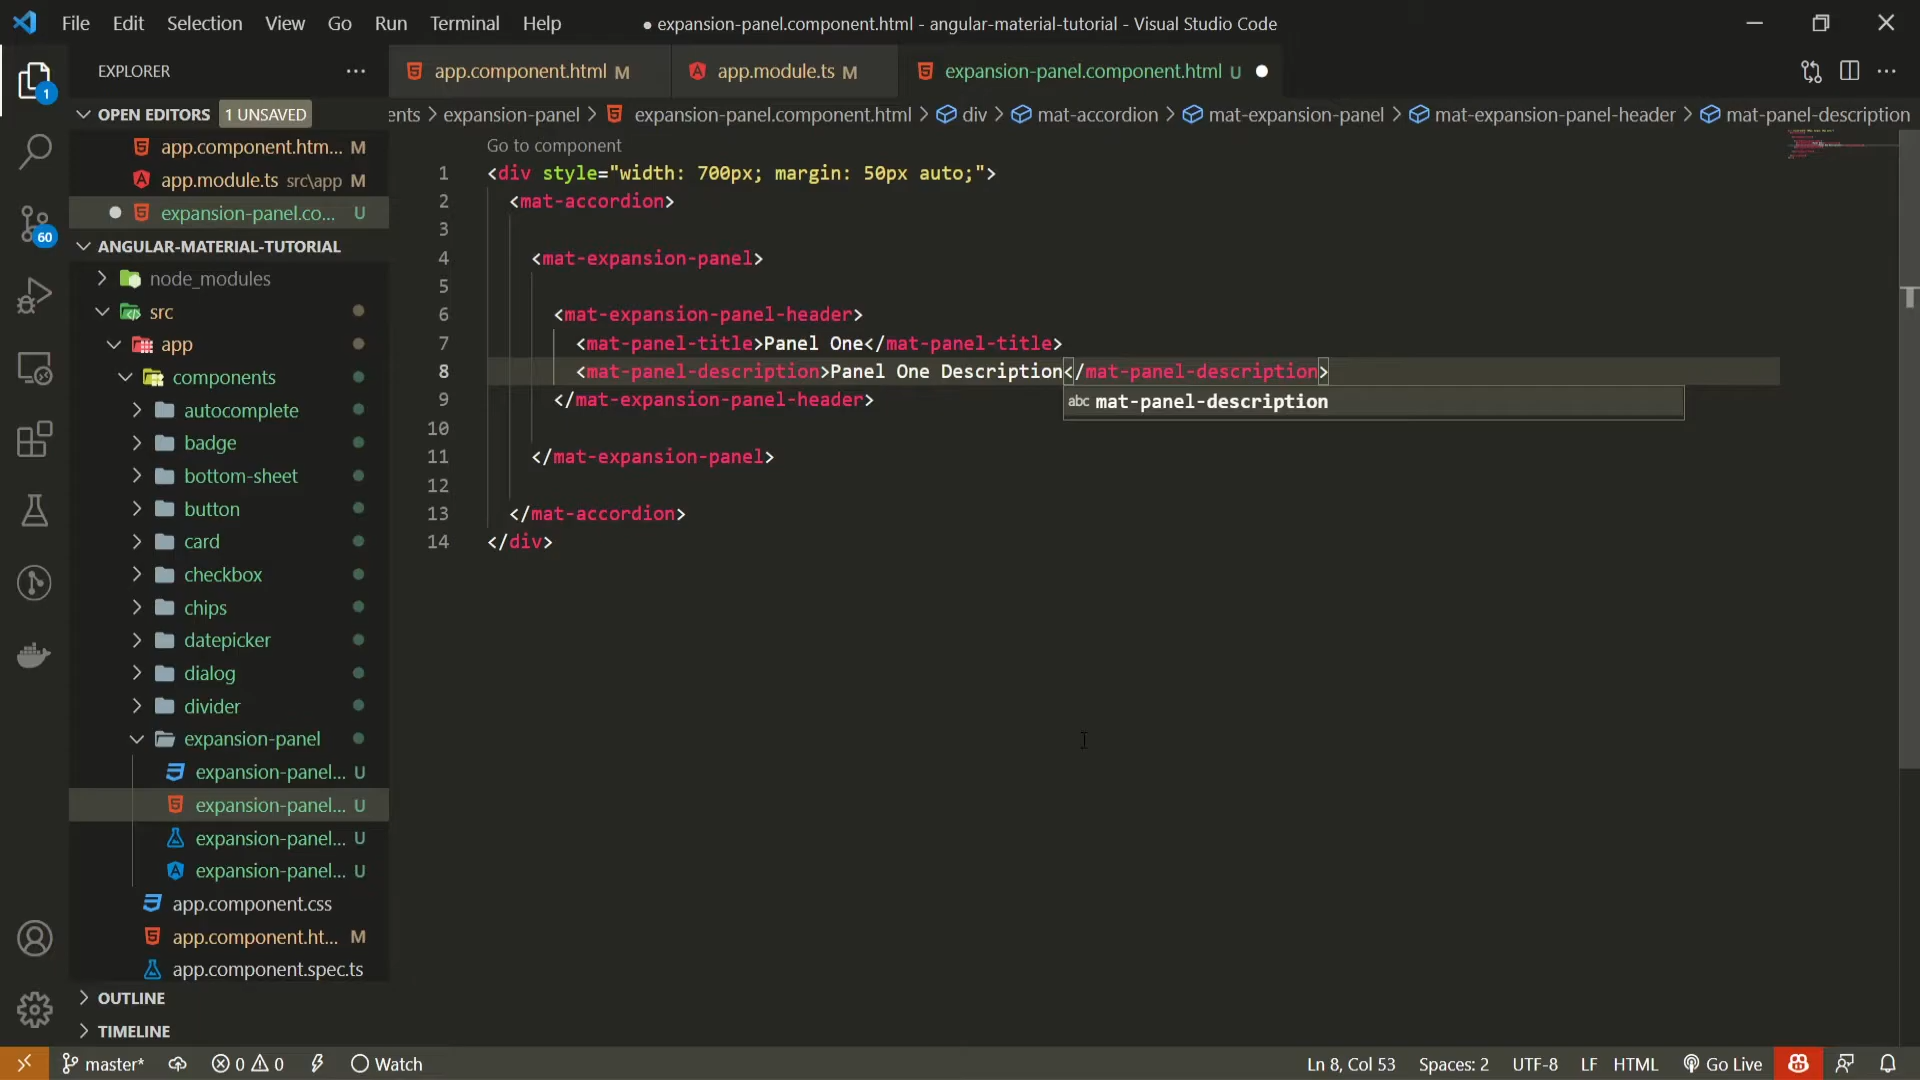 File Edit Selection View Go Run Terminal Help ● expansion-panel.component.html - angular-material-tutorial - Visual Studio Code
EXPLORER ···
app.component.html M
app.module.ts M
expansion-panel.component.html U
1
OPEN EDITORS 1 UNSAVED
ents > expansion-panel > expansion-panel.component.html > div > mat-accordion > mat-expansion-panel > mat-expansion-panel-header > mat-panel-description
app.component.htm... M
app.module.ts src\app M
expansion-panel.co... U
60
ANGULAR-MATERIAL-TUTORIAL
node_modules
src
app
components
autocomplete
badge
bottom-sheet
button
card
checkbox
chips
datepicker
dialog
divider
expansion-panel
expansion-panel... U
expansion-panel... U
expansion-panel... U
expansion-panel... U
app.component.css
app.component.ht... M
app.component.spec.ts
OUTLINE
TIMELINE
Go to component
1 <div style="width: 700px; margin: 50px auto;">
2 <mat-accordion>
3
4 <mat-expansion-panel>
5
6 <mat-expansion-panel-header>
7 <mat-panel-title>Panel One</mat-panel-title>
8 <mat-panel-description>Panel One Description</mat-panel-description>
abc mat-panel-description
9 </mat-expansion-panel-header>
10
11 </mat-expansion-panel>
12
13 </mat-accordion>
14 </div>
master* 0 0 Watch Ln 8, Col 53 Spaces: 2 UTF-8 LF HTML Go Live